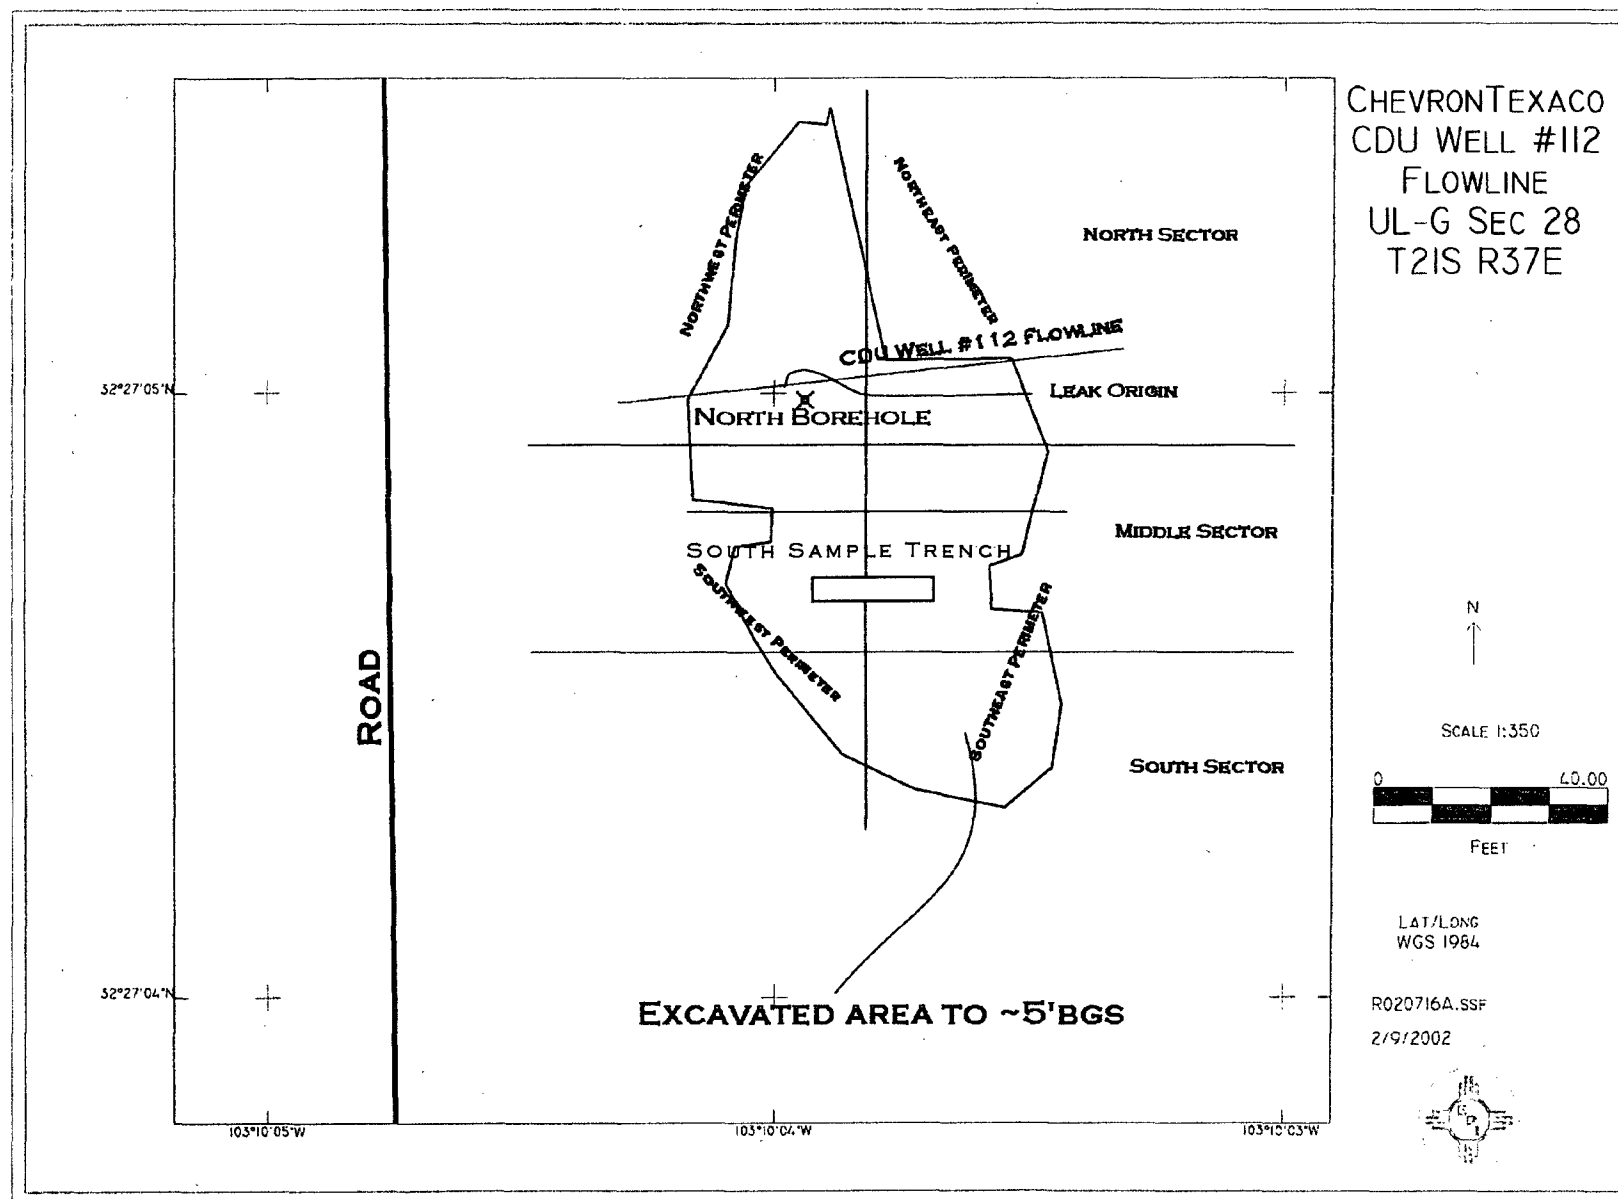 CHEVRONTEXACO
CDU WELL #112
FLOWLINE
UL-G SEC 28
T21S R37E
NORTHWEST PERIMETER
NORTHEAST PERIMETER
NORTH SECTOR
CDU WELL #112 FLOWLINE
32°27'05"N
LEAK ORIGIN
NORTH BOREHOLE
MIDDLE SECTOR
SOUTH SAMPLE TRENCH
SOUTHWEST PERIMETER
SOUTHEAST PERIMETER
ROAD
SOUTH SECTOR
N
SCALE 1:350
0 40.00
FEET
LAT/LONG
WGS 1984
32°27'04"N
EXCAVATED AREA TO ~5'BGS
R020716A.SSF
2/9/2002
103°10'05"W
103°10'04"W
103°10'03"W